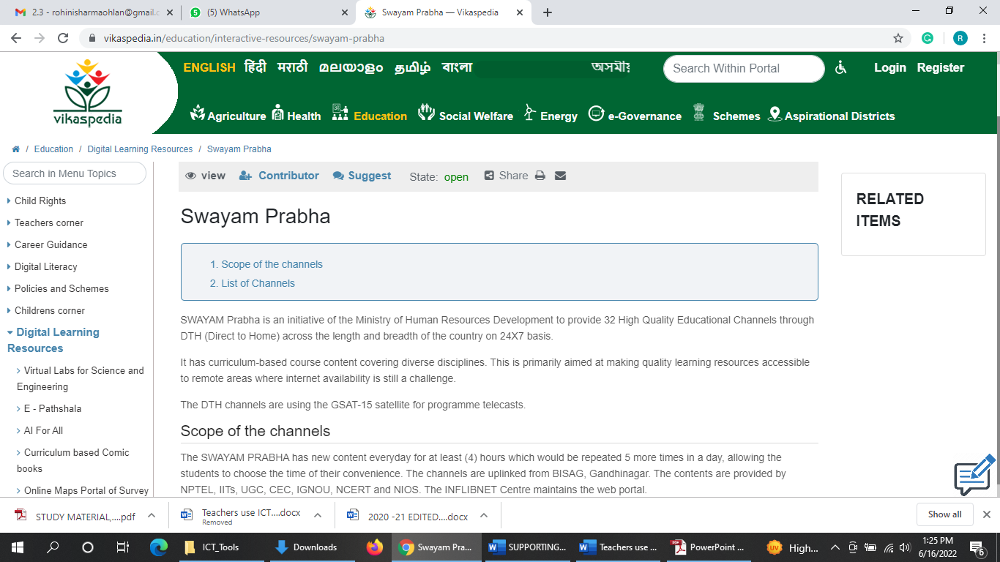 2.3 - rohinisharmaohlan@gmail.c
(5) WhatsApp
Swayam Prabha — Vikaspedia
vikaspedia.in/education/interactive-resources/swayam-prabha
R
vikaspedia
ENGLISH हिंदी मराठी മലയാളം தமிழ் বাংলা অসমীয়
Search Within Portal
Login Register
Agriculture Health Education Social Welfare Energy e-Governance Schemes Aspirational Districts
/ Education / Digital Learning Resources / Swayam Prabha
Search in Menu Topics
Child Rights
Teachers corner
Career Guidance
Digital Literacy
Policies and Schemes
Childrens corner
Digital Learning
Resources
Virtual Labs for Science and
Engineering
E - Pathshala
AI For All
Curriculum based Comic
books
Online Maps Portal of Survey
view Contributor Suggest State: open Share
Swayam Prabha
1. Scope of the channels
2. List of Channels
SWAYAM Prabha is an initiative of the Ministry of Human Resources Development to provide 32 High Quality Educational Channels through
DTH (Direct to Home) across the length and breadth of the country on 24X7 basis.
It has curriculum-based course content covering diverse disciplines. This is primarily aimed at making quality learning resources accessible
to remote areas where internet availability is still a challenge.
The DTH channels are using the GSAT-15 satellite for programme telecasts.
Scope of the channels
The SWAYAM PRABHA has new content everyday for at least (4) hours which would be repeated 5 more times in a day, allowing the
students to choose the time of their convenience. The channels are uplinked from BISAG, Gandhinagar. The contents are provided by
NPTEL, IITs, UGC, CEC, IGNOU, NCERT and NIOS. The INFLIBNET Centre maintains the web portal.
RELATED
ITEMS
STUDY MATERIAL,....pdf
Teachers use ICT....docx
Removed
2020 -21 EDITED....docx
Show all
ICT_Tools
Downloads
Swayam Pra...
SUPPORTING...
Teachers use ...
PowerPoint ...
High...
1:25 PM
6/16/2022
6